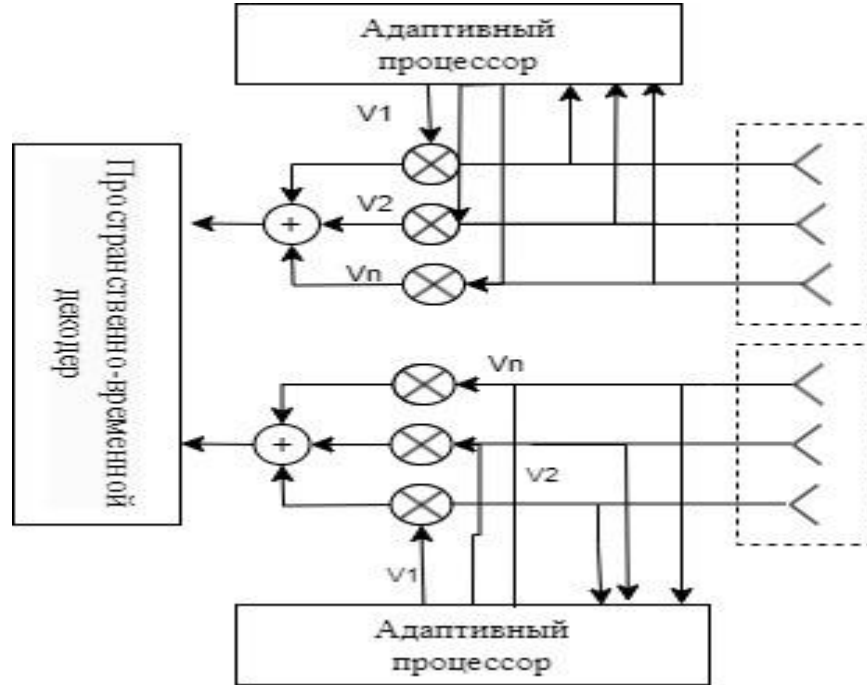 Адаптивный
процессор
V1
V2
Vn
+
Пространственно-временной
декодер
Vn
+
V2
V1
Адаптивный
процессор